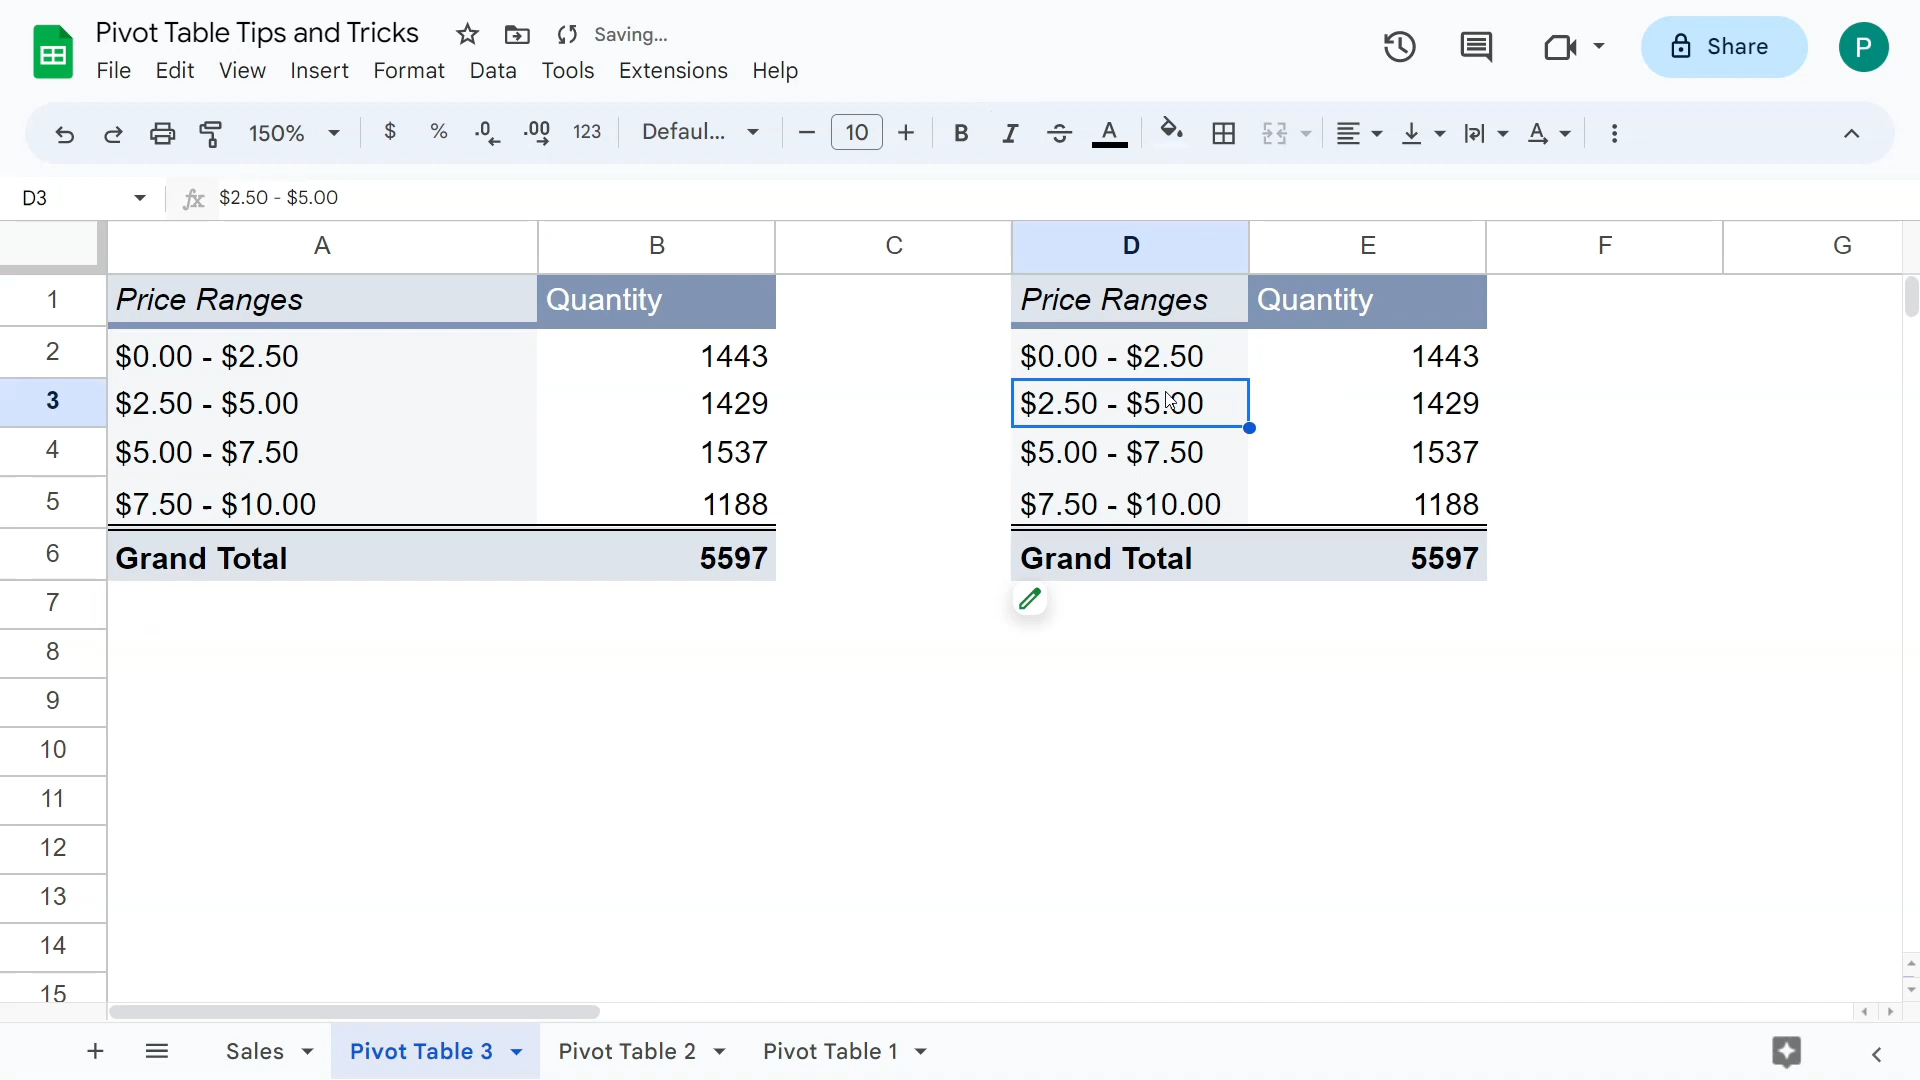 Pivot Table Tips and Tricks Saving...
File Edit View Insert Format Data Tools Extensions Help
Share
P
150% $ % .0 .00 123 Defaul... 10 B I A
D3 fx $2.50 - $5.00
A B C D E F G
1 Price Ranges Quantity Price Ranges Quantity
2 $0.00 - $2.50 1443 $0.00 - $2.50 1443
3 $2.50 - $5.00 1429 $2.50 - $5.00 1429
4 $5.00 - $7.50 1537 $5.00 - $7.50 1537
5 $7.50 - $10.00 1188 $7.50 - $10.00 1188
6 Grand Total 5597 Grand Total 5597
7
8
9
10
11
12
13
14
15
Sales Pivot Table 3 Pivot Table 2 Pivot Table 1